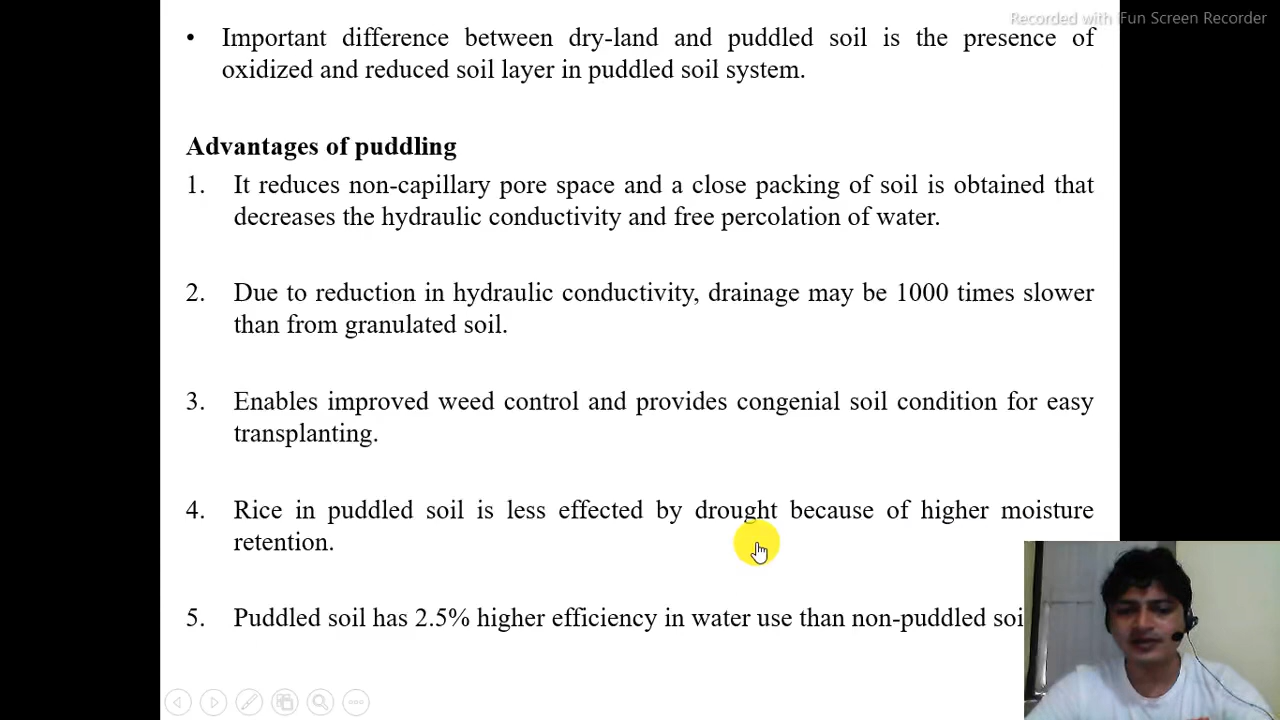 Recorded with iFun Screen Recorder
• Important difference between dry-land and puddled soil is the presence of
oxidized and reduced soil layer in puddled soil system.
Advantages of puddling
1. It reduces non-capillary pore space and a close packing of soil is obtained that
decreases the hydraulic conductivity and free percolation of water.
2. Due to reduction in hydraulic conductivity, drainage may be 1000 times slower
than from granulated soil.
3. Enables improved weed control and provides congenial soil condition for easy
transplanting.
4. Rice in puddled soil is less effected by drought because of higher moisture
retention.
5. Puddled soil has 2.5% higher efficiency in water use than non-puddled